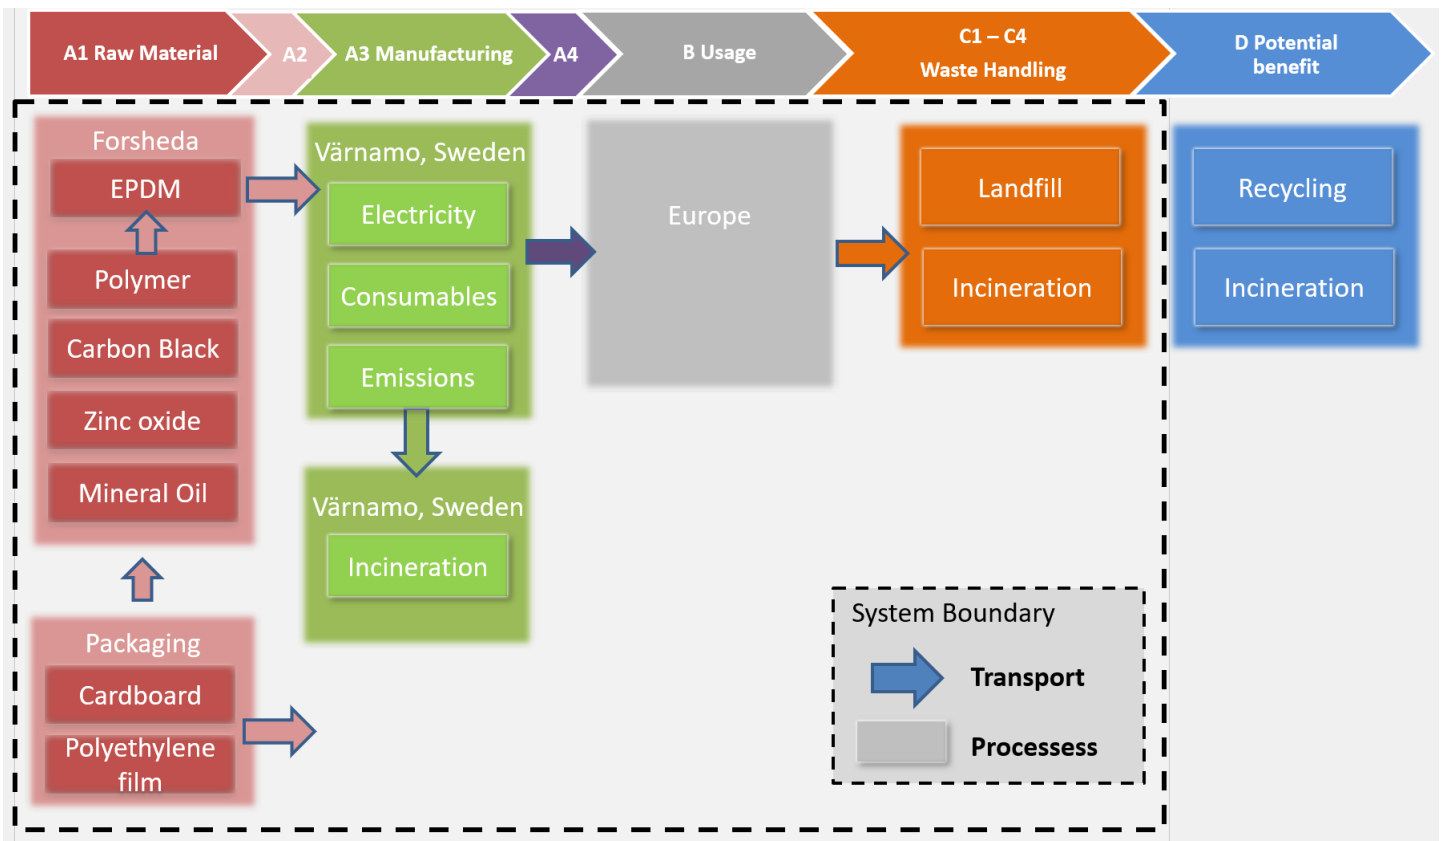 A1 Raw Material
A2
A3 Manufacturing
A4
B Usage
C1 – C4
Waste Handling
D Potential
benefit
Forsheda
EPDM
Polymer
Carbon Black
Zinc oxide
Mineral Oil
Packaging
Cardboard
Polyethylene
film
Värnamo, Sweden
Electricity
Consumables
Emissions
Värnamo, Sweden
Incineration
Europe
Landfill
Incineration
Recycling
Incineration
System Boundary
Transport
Processess